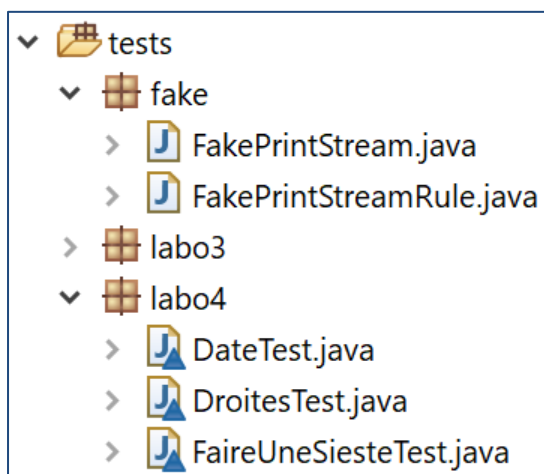 tests
fake
FakePrintStream.java
FakePrintStreamRule.java
labo3
labo4
DateTest.java
DroitesTest.java
FaireUneSiesteTest.java